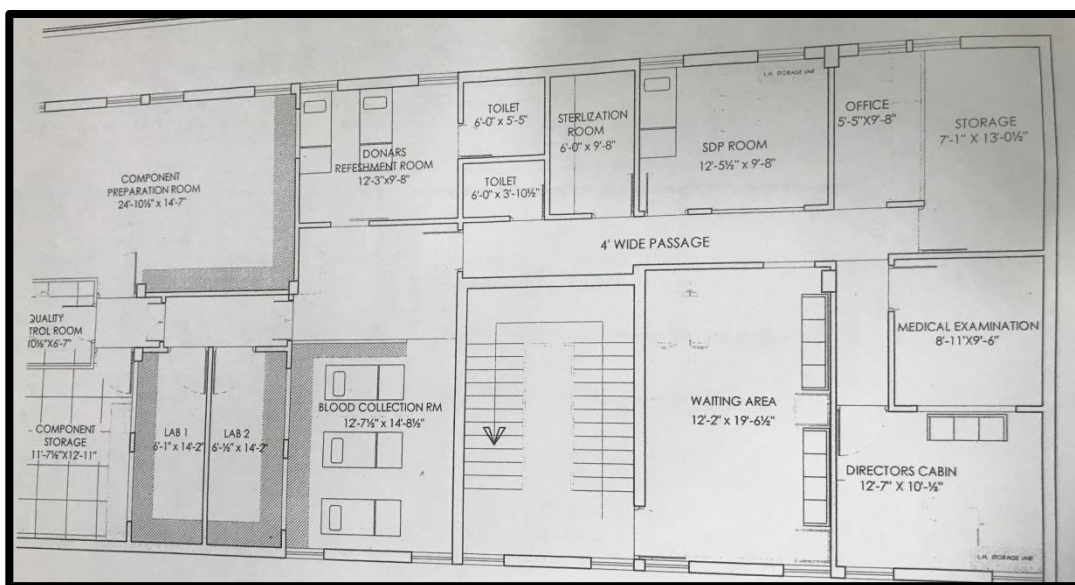 L.H. STORAGE UNIT
TOILET
6'-0" x 5'-5"
STERLIZATION
ROOM
6'-0" x 9'-8"
OFFICE
5'-5"X9'-8"
STORAGE
7'-1" X 13'-0½"
DONARS
REFESHMENT ROOM
12'-3"x9'-8"
SDP ROOM
12'-5½" x 9'-8"
COMPONENT
PREPARATION ROOM
24'-10½" x 14'-7"
TOILET
6'-0" x 3'-10½"
4' WIDE PASSAGE
QUALITY
TROL ROOM
10½"X6'-7"
MEDICAL EXAMINATION
8'-11'X9'-6"
BLOOD COLLECTION RM
12'-7½" x 14'-8½"
WAITING AREA
12'-2" x 19'-6½"
COMPONENT
STORAGE
11'-7½"X12'-11"
LAB 1
6'-1" x 14'-2"
LAB 2
6'-½" x 14'-2"
DIRECTORS CABIN
12'-7" X 10'-½"
L.H. STORAGE UNIT